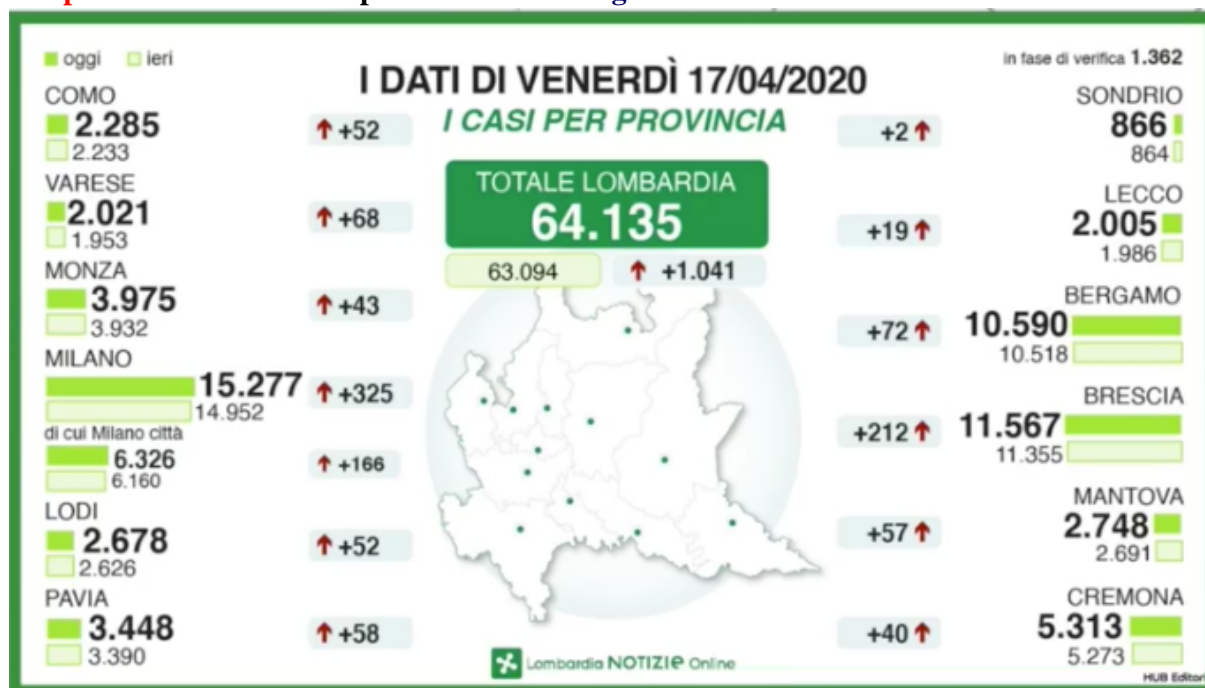 oggi ieri
in fase di verifica 1.362
I DATI DI VENERDÌ 17/04/2020
I CASI PER PROVINCIA
TOTALE LOMBARDIA
64.135
63.094 +1.041
COMO
2.285
2.233
+52
VARESE
2.021
1.953
+68
MONZA
3.975
3.932
+43
MILANO
15.277
14.952
+325
di cui Milano città
6.326
6.160
+166
LODI
2.678
2.626
+52
PAVIA
3.448
3.390
+58
SONDRIO
866
864
+2
LECCO
2.005
1.986
+19
BERGAMO
10.590
10.518
+72
BRESCIA
11.567
11.355
+212
MANTOVA
2.748
2.691
+57
CREMONA
5.313
5.273
+40
Lombardia NOTIZIE Online
HUB Editori